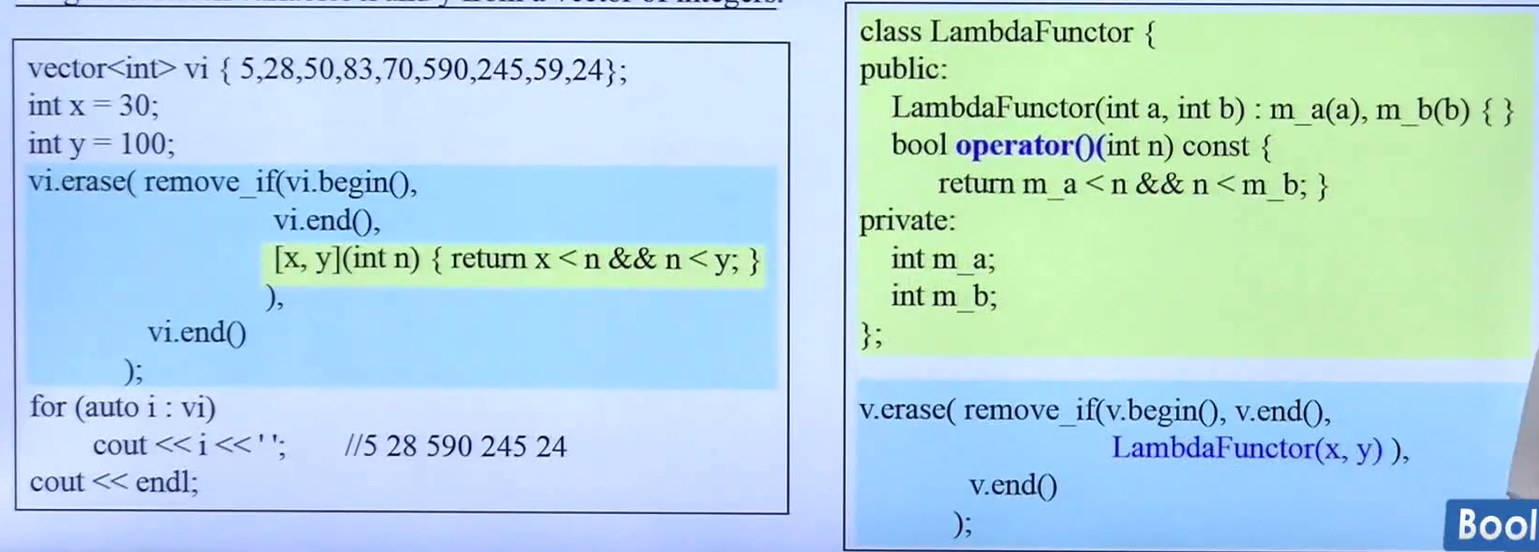 vector<int> vi { 5,28,50,83,70,590,245,59,24};
int x = 30;
int y = 100;
vi.erase( remove_if(vi.begin(),
vi.end(),
[x, y](int n) { return x < n && n < y; }
),
vi.end()
);
for (auto i : vi)
cout << i << ' '; //5 28 590 245 24
cout << endl;
class LambdaFunctor {
public:
LambdaFunctor(int a, int b) : m_a(a), m_b(b) { }
bool operator()(int n) const {
return m_a < n && n < m_b; }
private:
int m_a;
int m_b;
};
v.erase( remove_if(v.begin(), v.end(),
LambdaFunctor(x, y) ),
v.end()
);